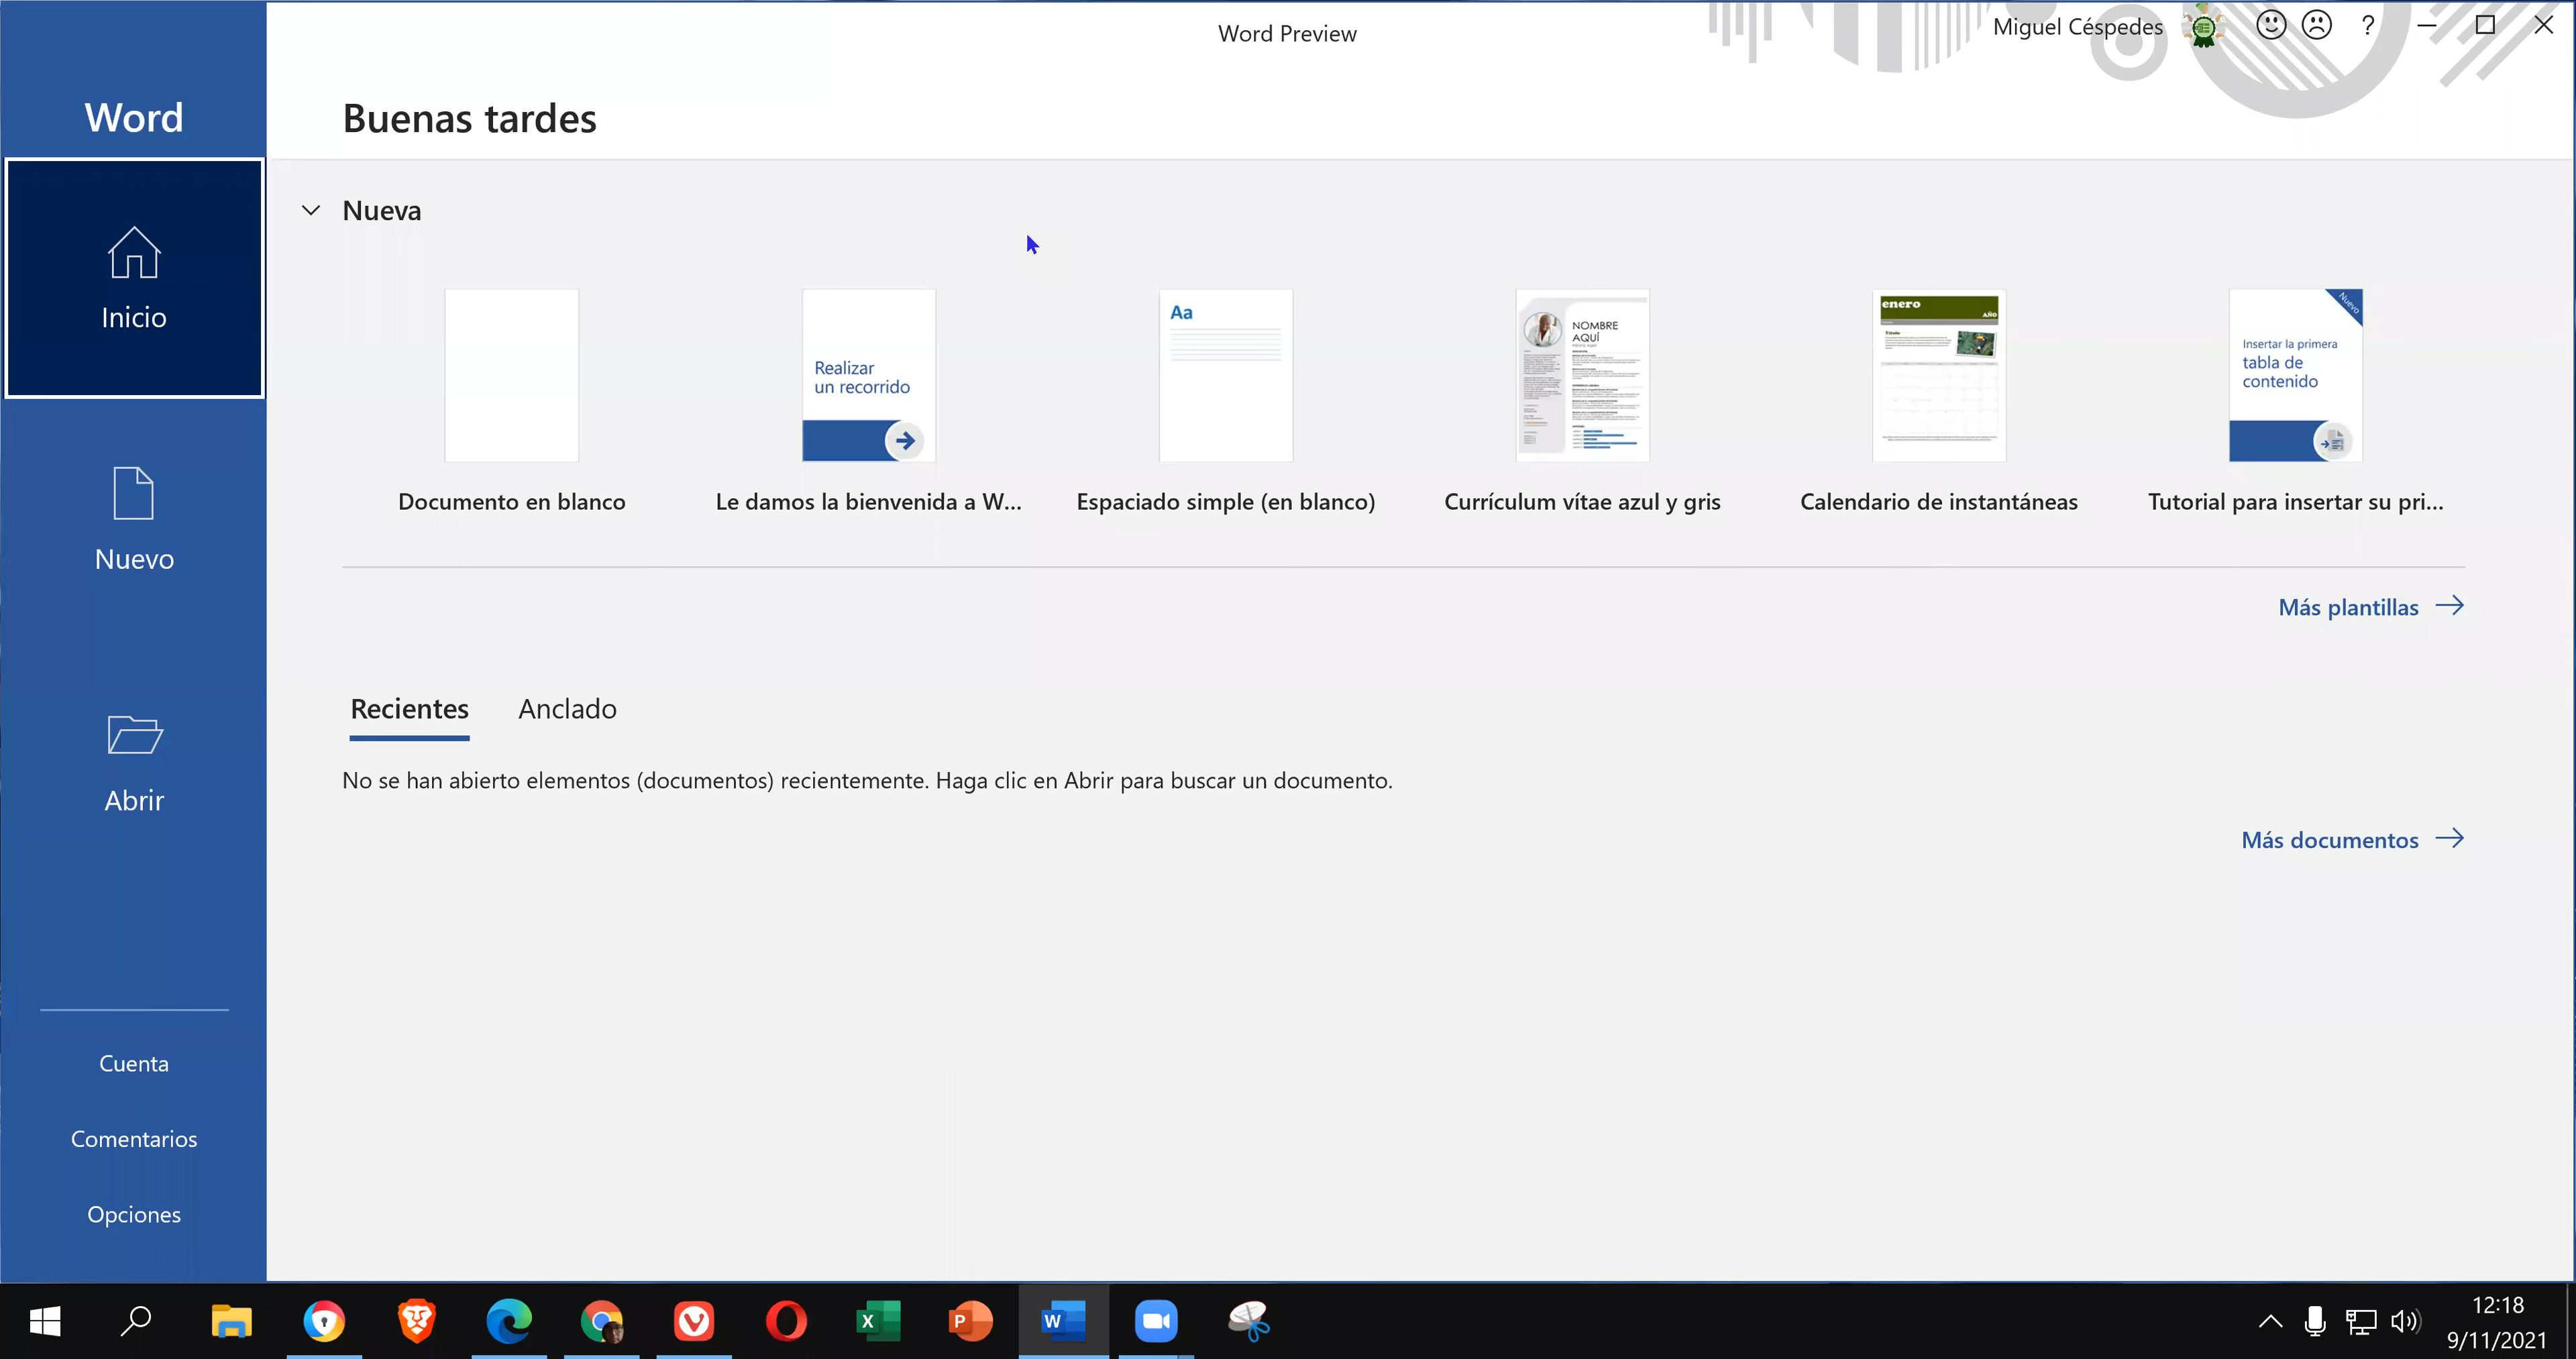 Word Preview
Miguel Céspedes
?
Word
Buenas tardes
Inicio
Nuevo
Abrir
Cuenta
Comentarios
Opciones
Nueva
Realizar
un recorrido
Aa
NOMBRE
AQUÍ
enero
AÑO
Título
Nuevo
Insertar la primera
tabla de
contenido
Documento en blanco
Le damos la bienvenida a W...
Espaciado simple (en blanco)
Currículum vítae azul y gris
Calendario de instantáneas
Tutorial para insertar su pri...
Más plantillas
Recientes Anclado
No se han abierto elementos (documentos) recientemente. Haga clic en Abrir para buscar un documento.
Más documentos
X
P
W
12:18
9/11/2021